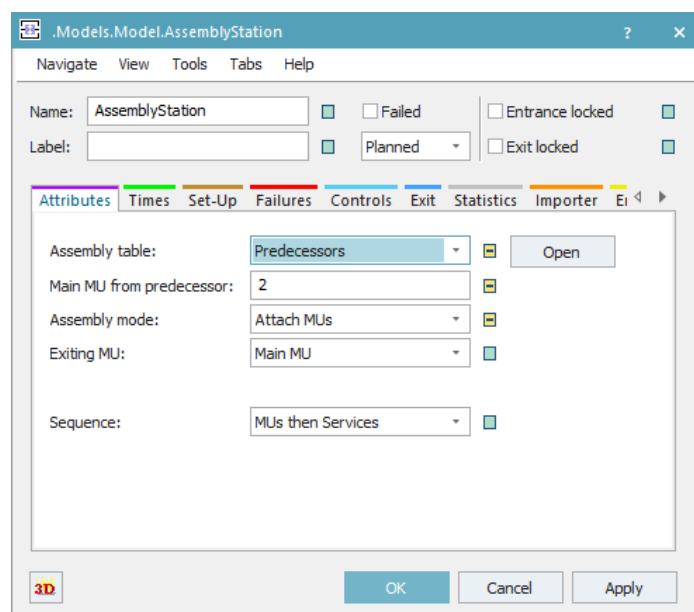 .Models.Model.AssemblyStation ? ×
Navigate View Tools Tabs Help
Name: AssemblyStation Failed Entrance locked
Label: Planned Exit locked
Attributes Times Set-Up Failures Controls Exit Statistics Importer
Assembly table: Predecessors Open
Main MU from predecessor: 2
Assembly mode: Attach MUs
Exiting MU: Main MU
Sequence: MUs then Services
3D OK Cancel Apply